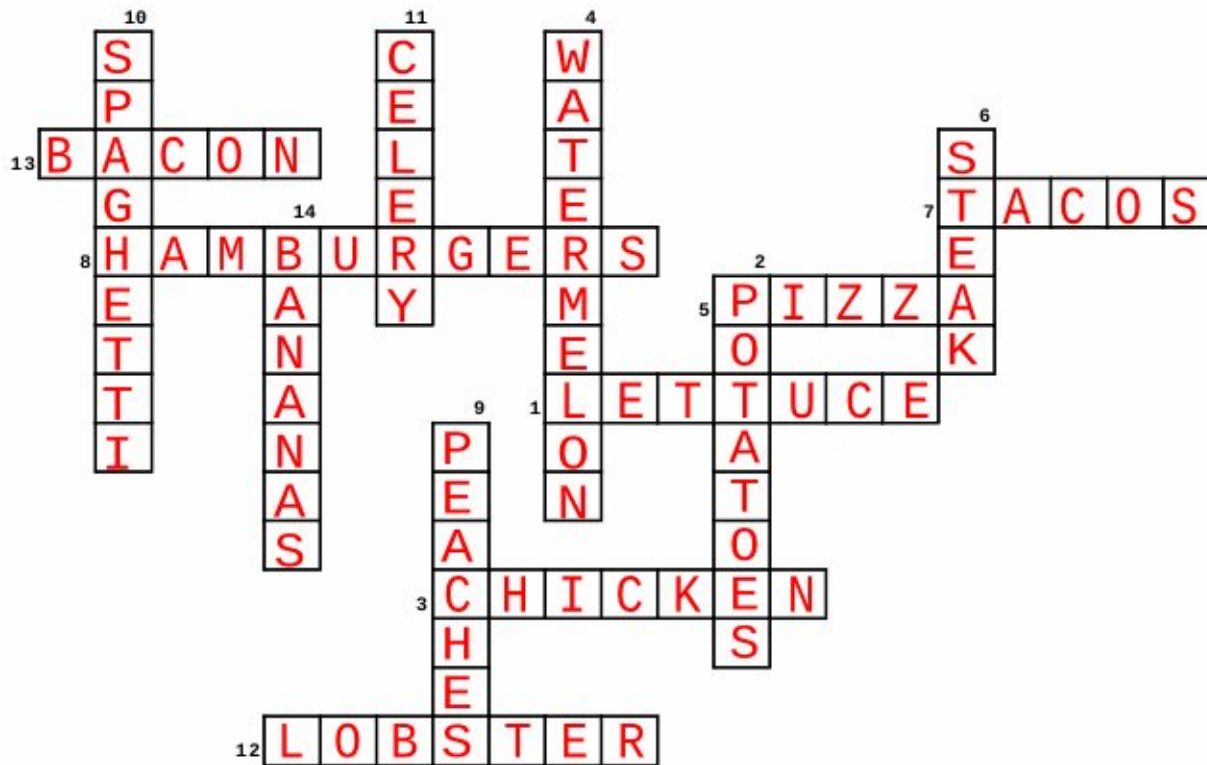 10 11 4
S C W
P E A 6
13 B A C O N L T S
G 14 E E 7 T A C O S
8 H A M B U R G E R S 2 E
E A Y M 5 P I Z Z A
T N E O K
T A 9 1 L E T T U C E
I N P O A
A E N T
S A O
3 C H I C K E N
H S
E
12 L O B S T E R